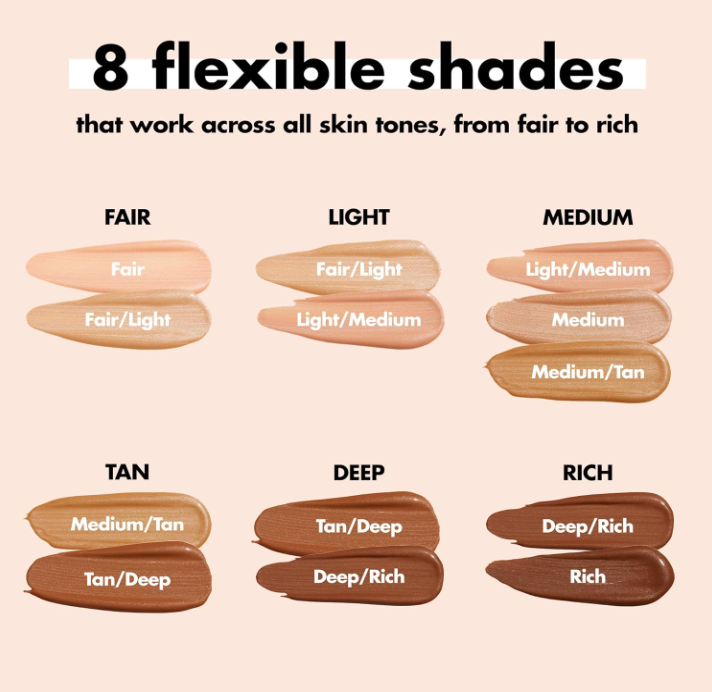 8 flexible shades
that work across all skin tones, from fair to rich
FAIR
Fair
Fair/Light
LIGHT
Fair/Light
Light/Medium
MEDIUM
Light/Medium
Medium
Medium/Tan
TAN
Medium/Tan
Tan/Deep
DEEP
Tan/Deep
Deep/Rich
RICH
Deep/Rich
Rich